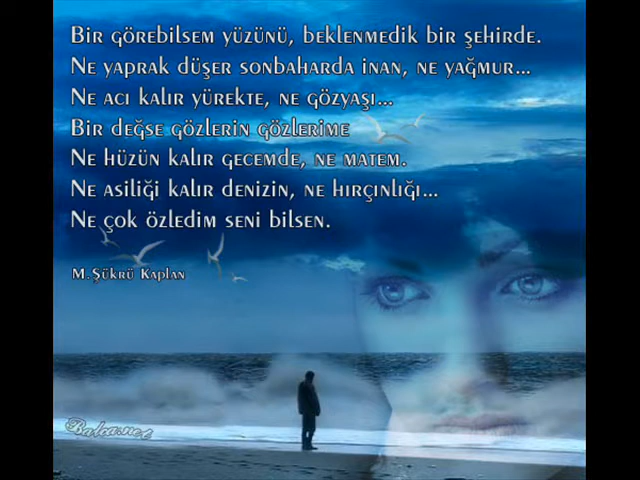 Bir görebilsem yüzünü, beklenmedik bir şehirde.
Ne yaprak düşer sonbaharda inan, ne yağmur...
Ne acı kalır yürekte, ne gözyaşı...
Bir değse gözlerin gözlerime
Ne hüzün kalır gecemde, ne matem.
Ne asiliği kalır denizin, ne hırçınlığı...
Ne çok özledim seni bilsen.
M.Şükrü Kaplan